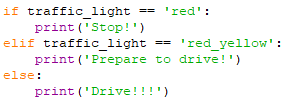 if traffic_light == 'red':
    print('Stop!')
elif traffic_light == 'red_yellow':
    print('Prepare to drive!')
else:
    print('Drive!!!')